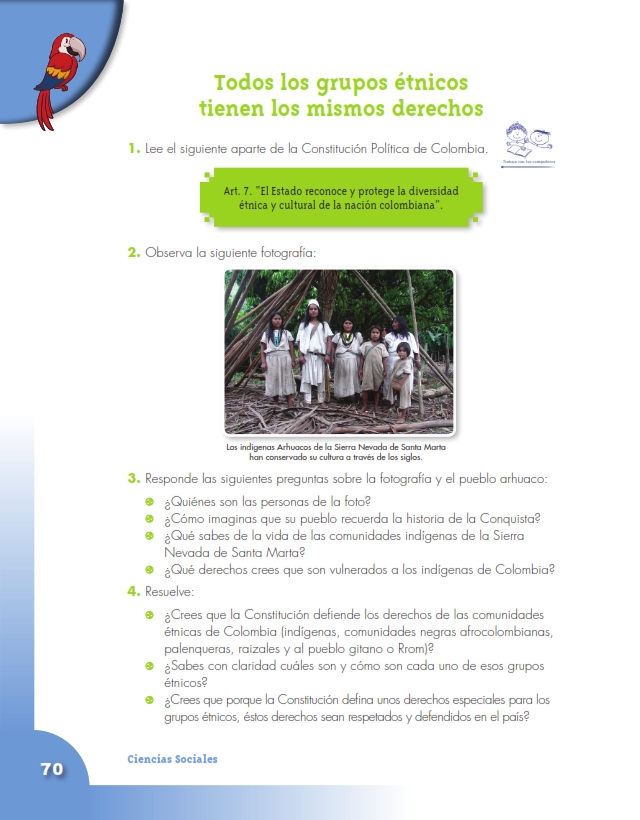 Todos los grupos étnicos
tienen los mismos derechos
1. Lee el siguiente aparte de la Constitución Política de Colombia.
Trabaja con tus compañeros
Art. 7. "El Estado reconoce y protege la diversidad
étnica y cultural de la nación colombiana".
2. Observa la siguiente fotografía:
Los indígenas Arhuacos de la Sierra Nevada de Santa Marta
han conservado su cultura a través de los siglos.
3. Responde las siguientes preguntas sobre la fotografía y el pueblo arhuaco:
¿Quiénes son las personas de la foto?
¿Cómo imaginas que su pueblo recuerda la historia de la Conquista?
¿Qué sabes de la vida de las comunidades indígenas de la Sierra
Nevada de Santa Marta?
¿Qué derechos crees que son vulnerados a los indígenas de Colombia?
4. Resuelve:
¿Crees que la Constitución defiende los derechos de las comunidades
étnicas de Colombia (indígenas, comunidades negras afrocolombianas,
palenqueras, raizales y al pueblo gitano o Rrom)?
¿Sabes con claridad cuáles son y cómo son cada uno de esos grupos
étnicos?
¿Crees que porque la Constitución defina unos derechos especiales para los
grupos étnicos, éstos derechos sean respetados y defendidos en el país?
Ciencias Sociales
70